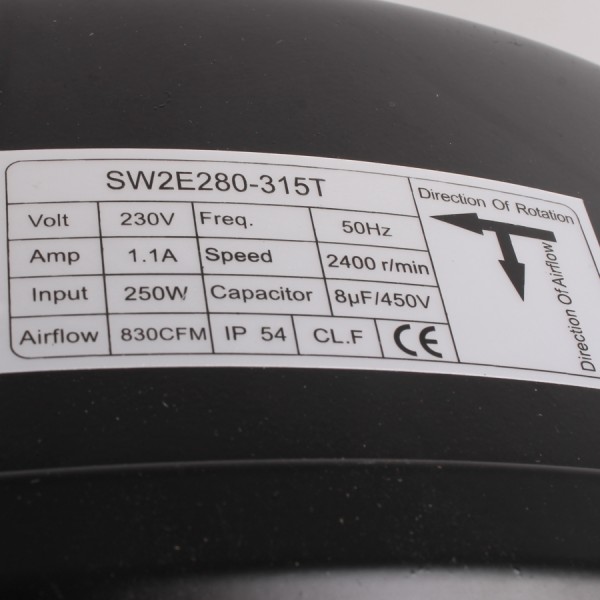 SW2E280-315T
Volt 230V Freq. 50Hz
Amp 1.1A Speed 2400 r/min
Input 250W Capacitor 8µF/450V
Airflow 830CFM IP 54 CL.F CE
Direction Of Rotation
Direction Of Airflow